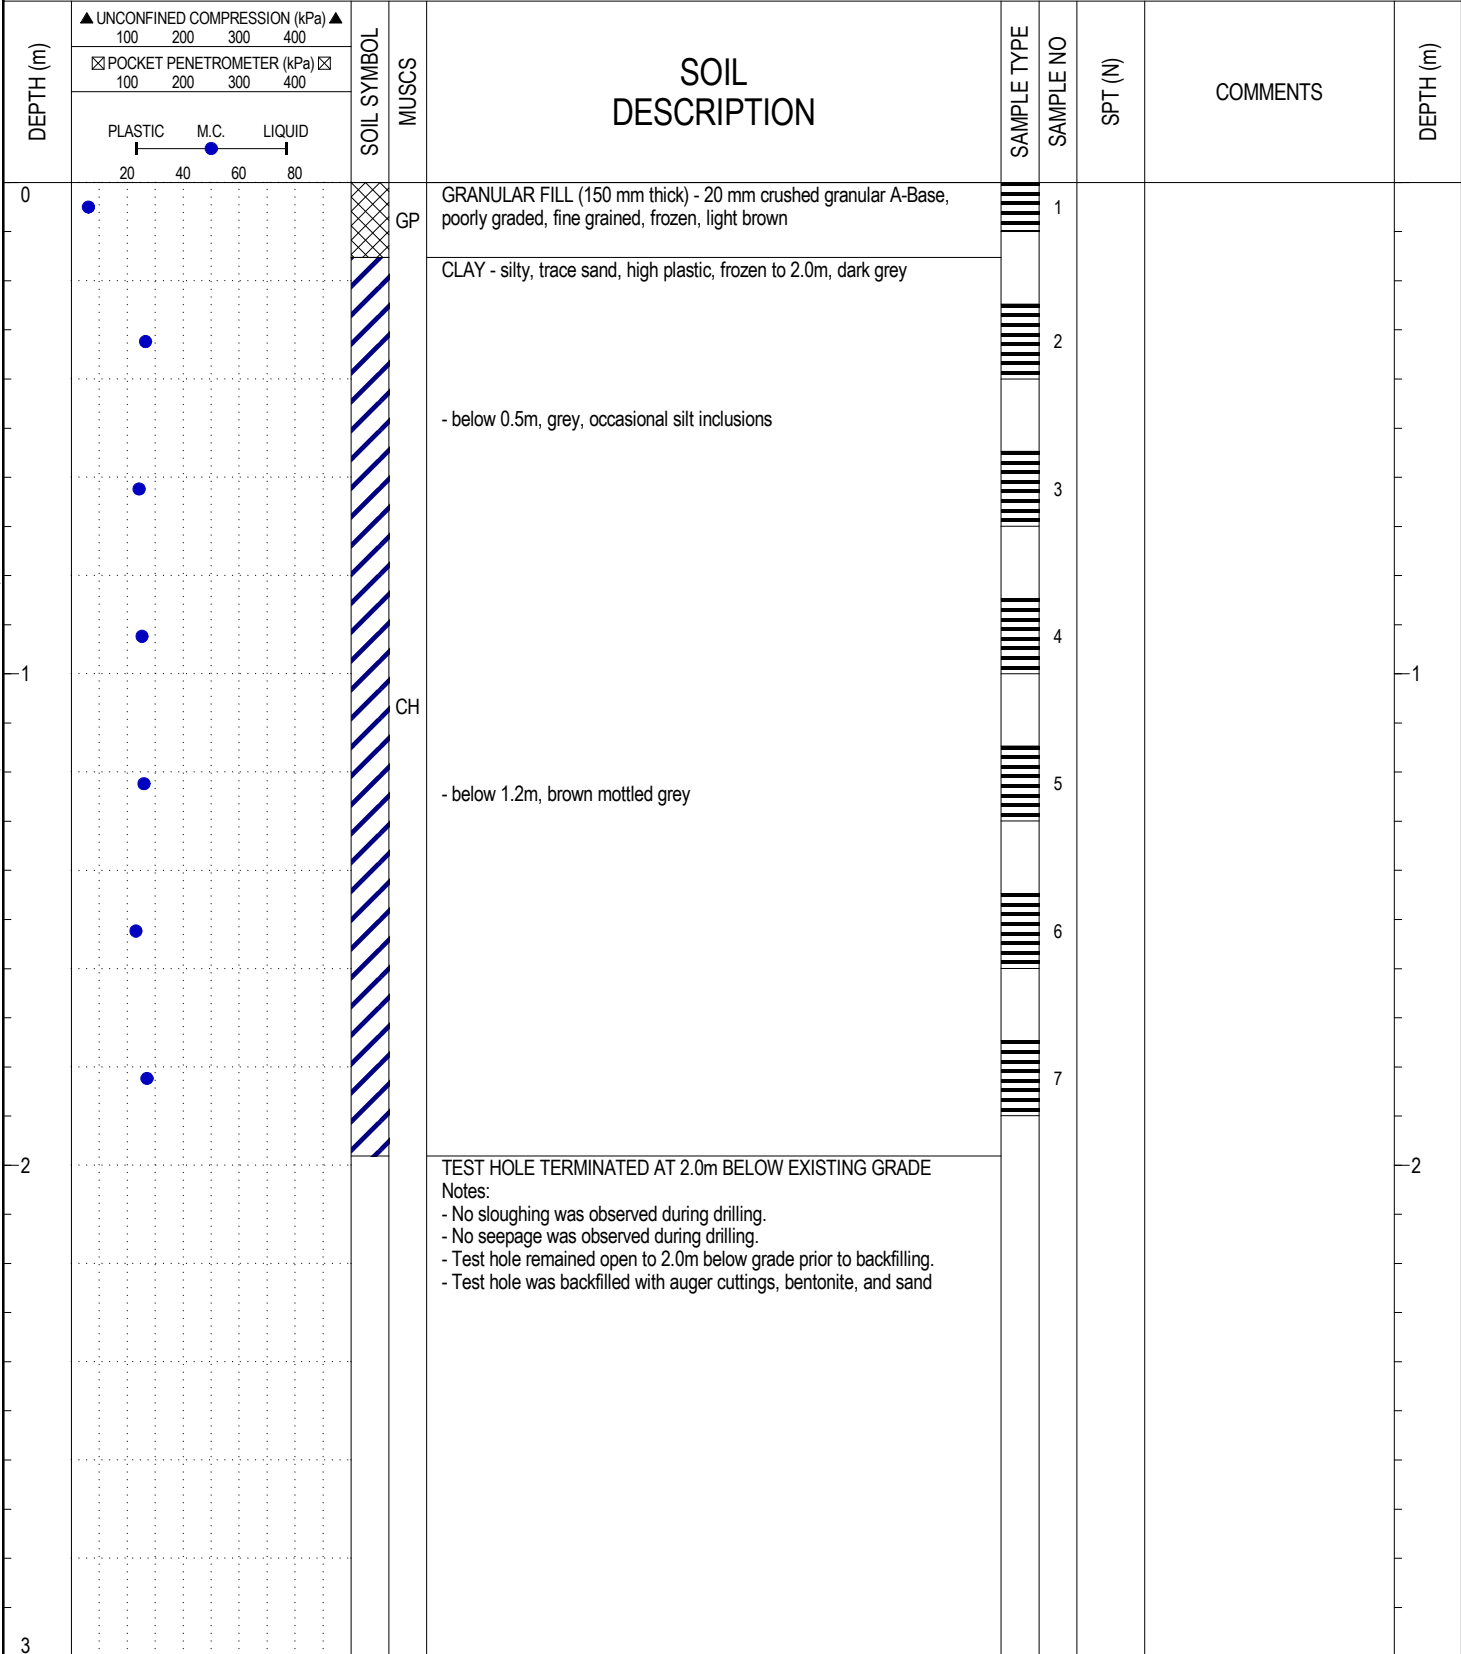 DEPTH (m)
▲ UNCONFINED COMPRESSION (kPa) ▲
100 200 300 400
☒ POCKET PENETROMETER (kPa) ☒
100 200 300 400
PLASTIC M.C. LIQUID
20 40 60 80
SOIL SYMBOL
MUSCS
SOIL
DESCRIPTION
SAMPLE TYPE
SAMPLE NO
SPT (N)
COMMENTS
DEPTH (m)
0
GP
GRANULAR FILL (150 mm thick) - 20 mm crushed granular A-Base,
poorly graded, fine grained, frozen, light brown
1
CLAY - silty, trace sand, high plastic, frozen to 2.0m, dark grey
2
- below 0.5m, grey, occasional silt inclusions
3
4
1
1
CH
5
- below 1.2m, brown mottled grey
6
7
2
2
TEST HOLE TERMINATED AT 2.0m BELOW EXISTING GRADE
Notes:
- No sloughing was observed during drilling.
- No seepage was observed during drilling.
- Test hole remained open to 2.0m below grade prior to backfilling.
- Test hole was backfilled with auger cuttings, bentonite, and sand
3